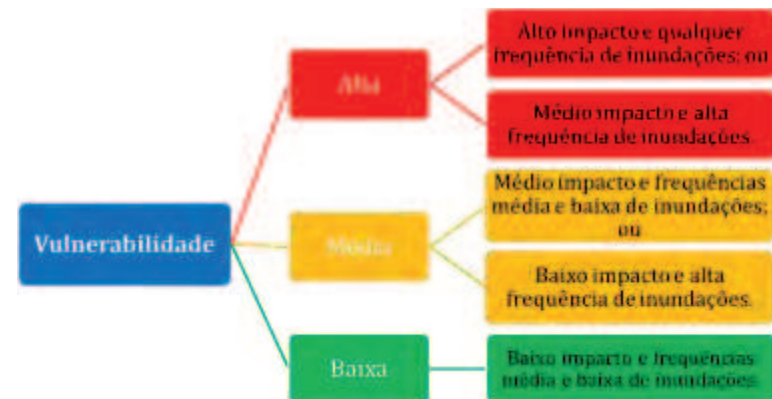 Vulnerabilidade
Alta
Alto impacto e qualquer
frequência de inundações; ou
Médio impacto e alta
frequência de inundações.
Média
Médio impacto e frequências
média e baixa de inundações;
ou
Baixo impacto e alta
frequência de inundações.
Baixa
Baixo impacto e frequências
média e baixa de inundações.